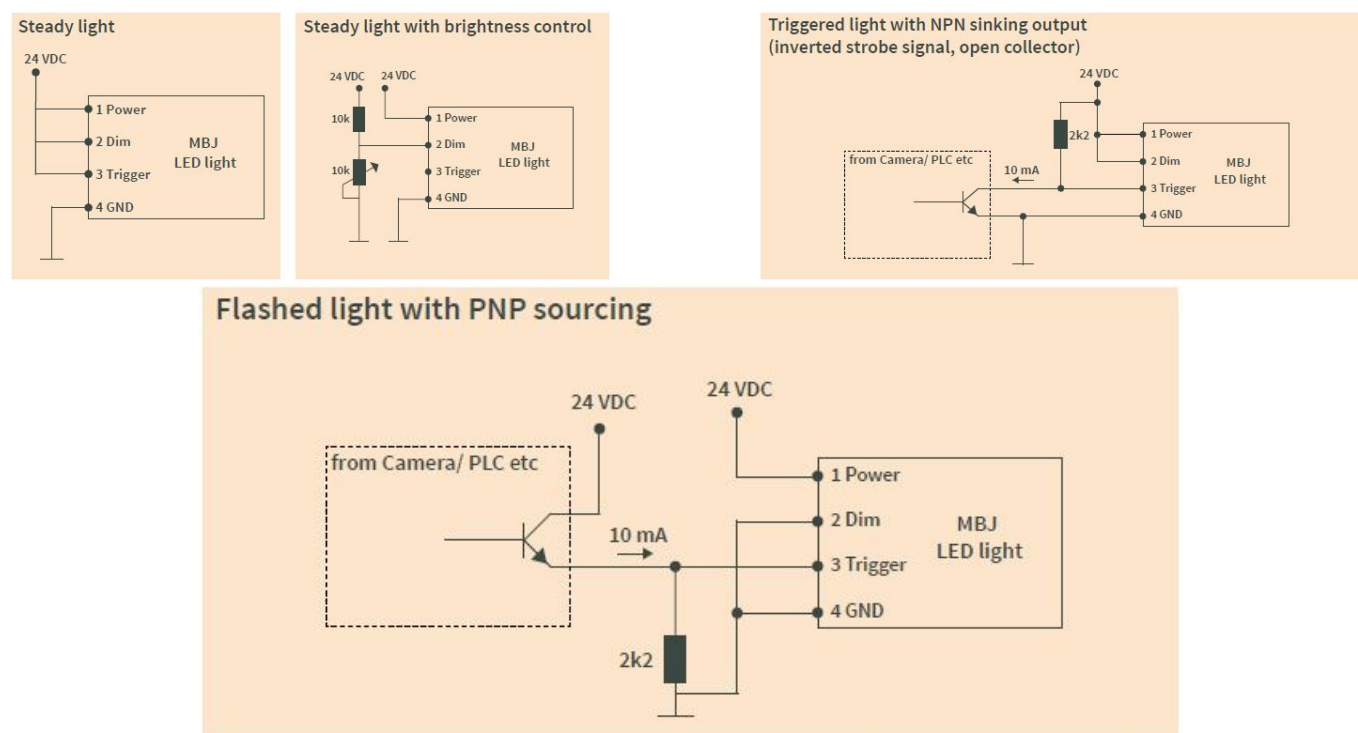 Steady light
24 VDC
1 Power
2 Dim
3 Trigger
4 GND
MBJ
LED light
Steady light with brightness control
24 VDC
24 VDC
10k
10k
1 Power
2 Dim
3 Trigger
4 GND
MBJ
LED light
Triggered light with NPN sinking output
(inverted strobe signal, open collector)
24 VDC
2k2
from Camera/ PLC etc
10 mA
1 Power
2 Dim
3 Trigger
4 GND
MBJ
LED light
Flashed light with PNP sourcing
24 VDC
24 VDC
from Camera/ PLC etc
10 mA
2k2
1 Power
2 Dim
3 Trigger
4 GND
MBJ
LED light